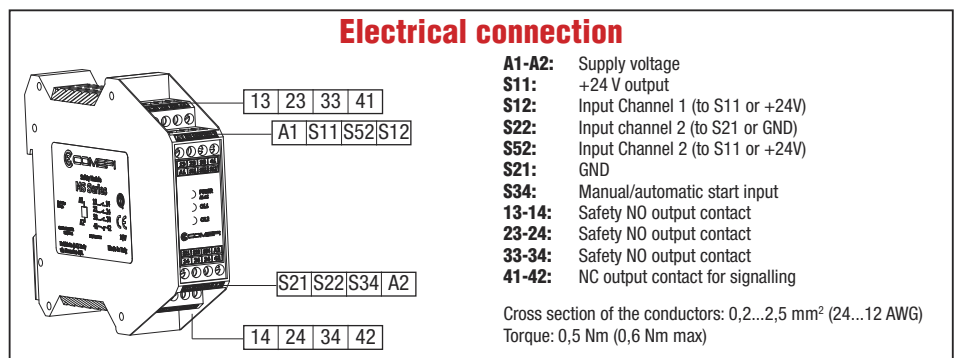 Electrical connection
13 23 33 41
A1 S11 S52 S12
COMEPI
NS Series
POWER
COMEPI
S21 S22 S34 A2
14 24 34 42
A1-A2: Supply voltage
S11: +24 V output
S12: Input Channel 1 (to S11 or +24V)
S22: Input channel 2 (to S21 or GND)
S52: Input Channel 2 (to S11 or +24V)
S21: GND
S34: Manual/automatic start input
13-14: Safety NO output contact
23-24: Safety NO output contact
33-34: Safety NO output contact
41-42: NC output contact for signalling
Cross section of the conductors: 0,2...2,5 mm² (24...12 AWG)
Torque: 0,5 Nm (0,6 Nm max)